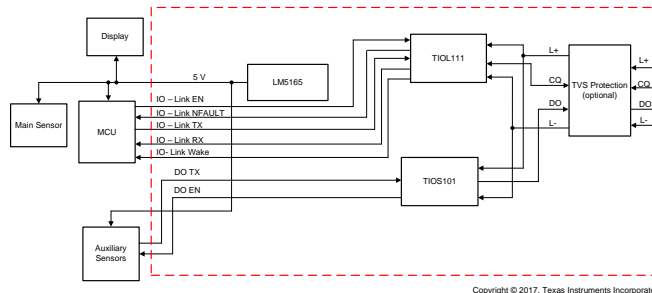 Display
5 V
LM5165
TIOL111
L+
CQ
DO
L-
TVS Protection
(optional)
L+
CQ
DO
L-
Main Sensor
MCU
IO – Link EN
IO – Link NFAULT
IO – Link TX
IO – Link RX
IO- Link Wake
DO TX
DO EN
TIOS101
Auxiliary
Sensors
Copyright © 2017, Texas Instruments Incorporate